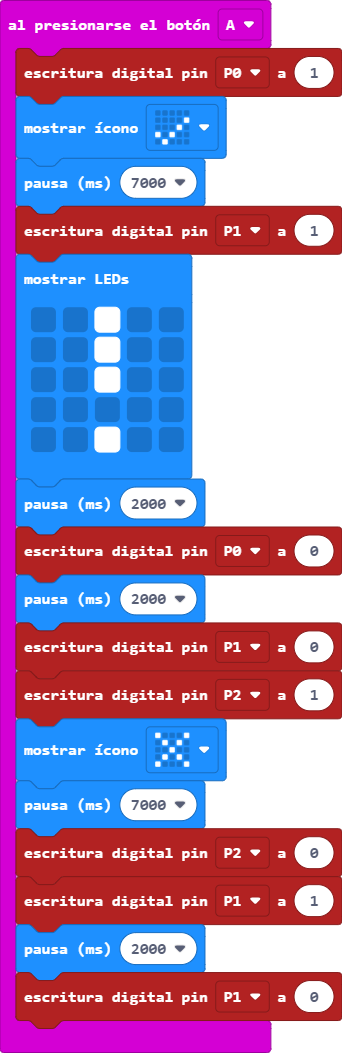 al presionarse el botón A
escritura digital pin P0 a 1
mostrar ícono
pausa (ms) 7000
escritura digital pin P1 a 1
mostrar LEDs
pausa (ms) 2000
escritura digital pin P0 a 0
pausa (ms) 2000
escritura digital pin P1 a 0
escritura digital pin P2 a 1
mostrar ícono
pausa (ms) 7000
escritura digital pin P2 a 0
escritura digital pin P1 a 1
pausa (ms) 2000
escritura digital pin P1 a 0